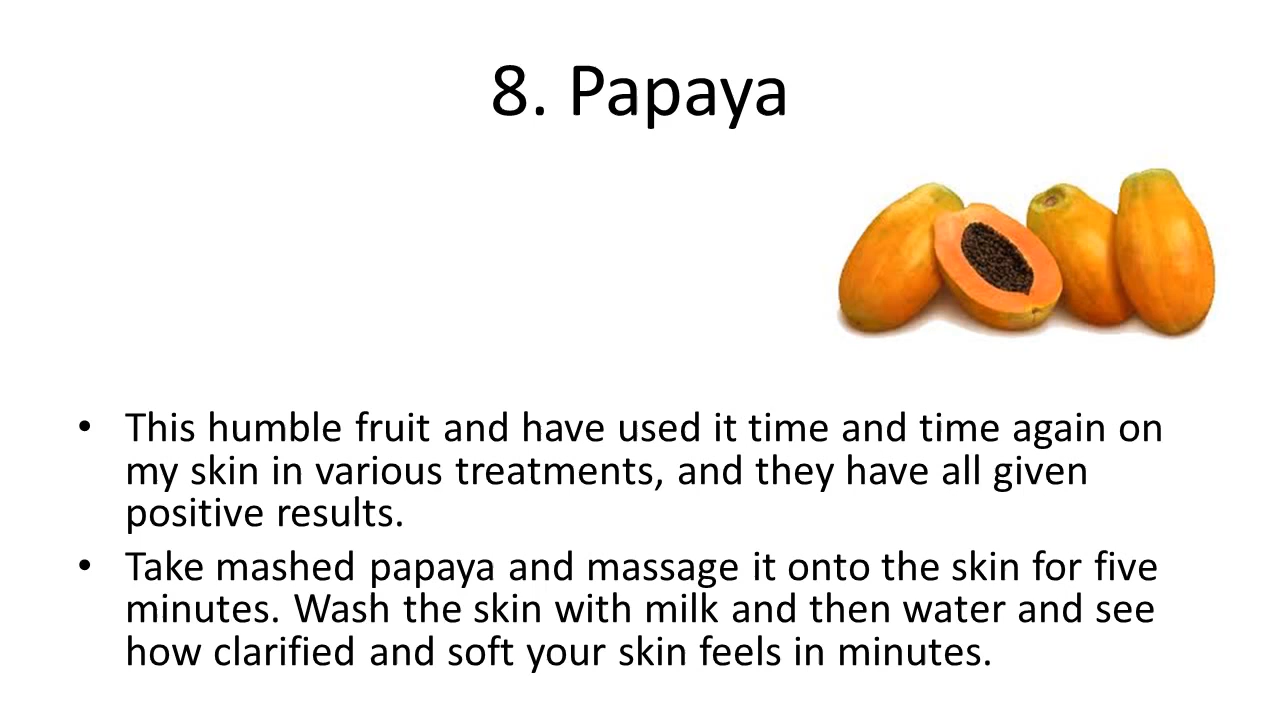 8. Papaya
• This humble fruit and have used it time and time again on
my skin in various treatments, and they have all given
positive results.
• Take mashed papaya and massage it onto the skin for five
minutes. Wash the skin with milk and then water and see
how clarified and soft your skin feels in minutes.